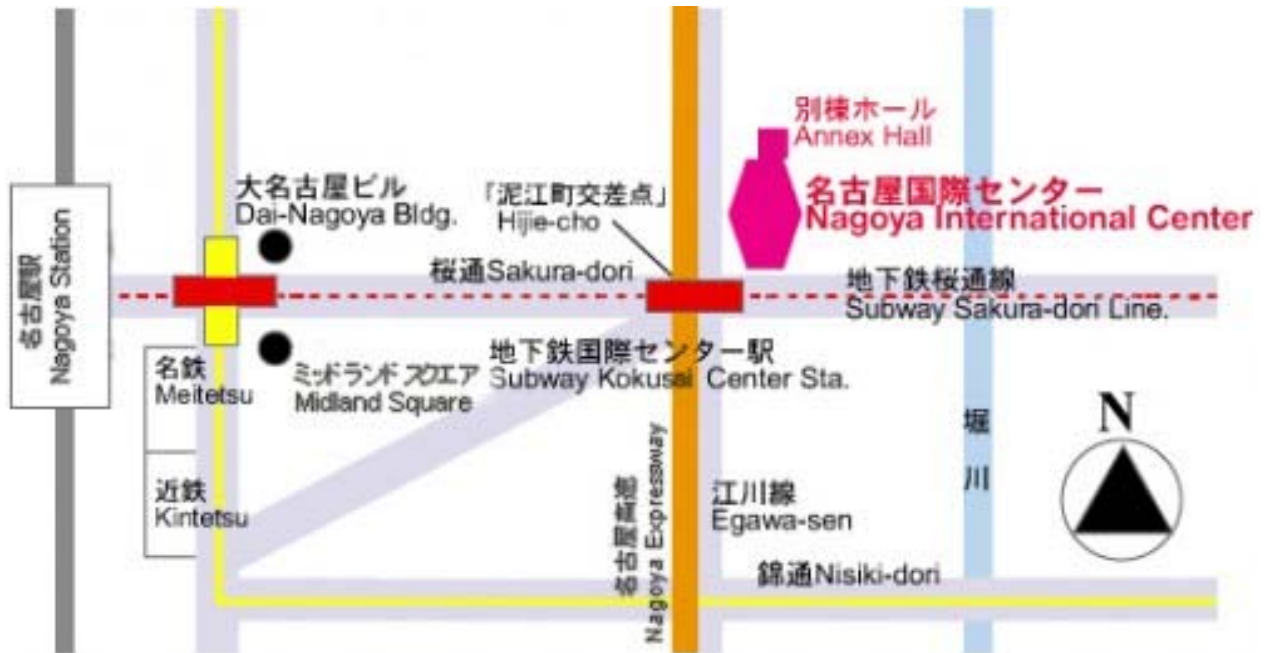 別棟ホール
Annex Hall
名古屋国際センター
Nagoya International Center
大名古屋ビル
Dai-Nagoya Bldg.
「泥江町交差点」
Hijie-cho
名古屋駅
Nagoya Station
桜通Sakura-dori
地下鉄桜通線
Subway Sakura-dori Line.
地下鉄国際センター駅
Subway Kokusai Center Sta.
名鉄
Meitetsu
ミッドランド スクエア
Midland Square
近鉄
Kintetsu
名古屋高速
Nagoya Expressway
江川線
Egawa-sen
堀川
N
錦通Nisiki-dori